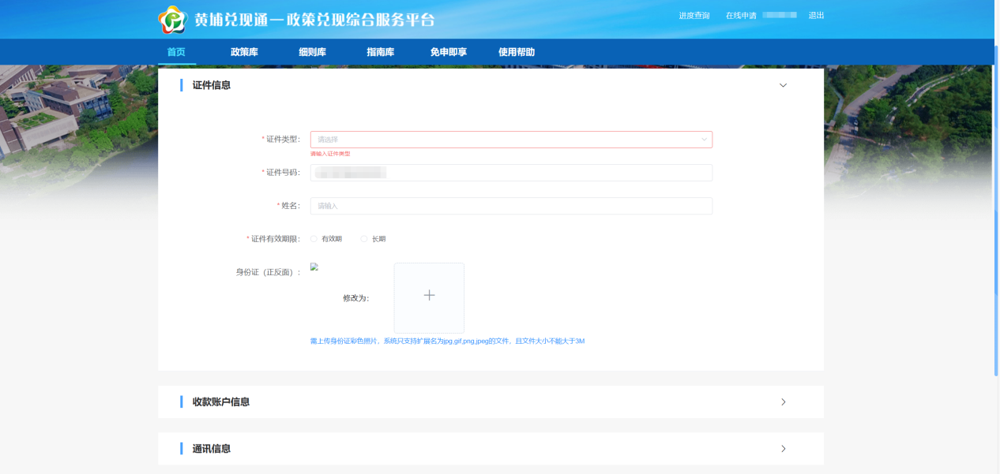 黄埔兑现通—政策兑现综合服务平台
进度查询 在线申请 退出
首页 政策库 细则库 指南库 免申即享 使用帮助
证件信息
* 证件类型： 请选择
请输入证件类型
* 证件号码：
* 姓名： 请输入
* 证件有效期限： 有效期 长期
身份证（正反面）：
修改为：
需上传身份证彩色照片，系统只支持扩展名为jpg,gif,png,jpeg的文件，且文件大小不能大于3M
收款账户信息
通讯信息